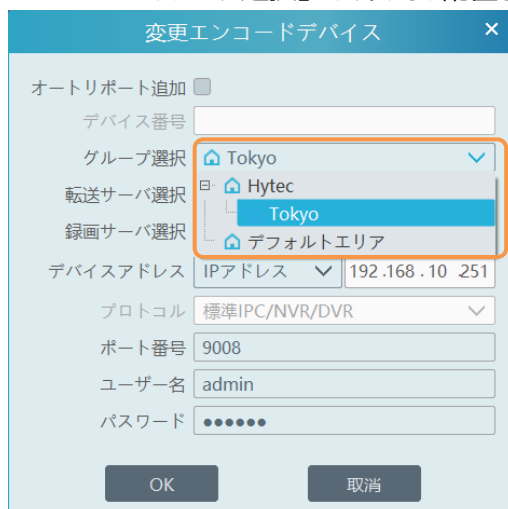 変更エンコードデバイス ×
オートリポート追加
デバイス番号
グループ選択 Tokyo
転送サーバ選択 Hytec
Tokyo
録画サーバ選択 デフォルトエリア
デバイスアドレス IPアドレス 192 .168 . 10 .251
プロトコル 標準IPC/NVR/DVR
ポート番号 9008
ユーザー名 admin
パスワード ●●●●●●
OK 取消